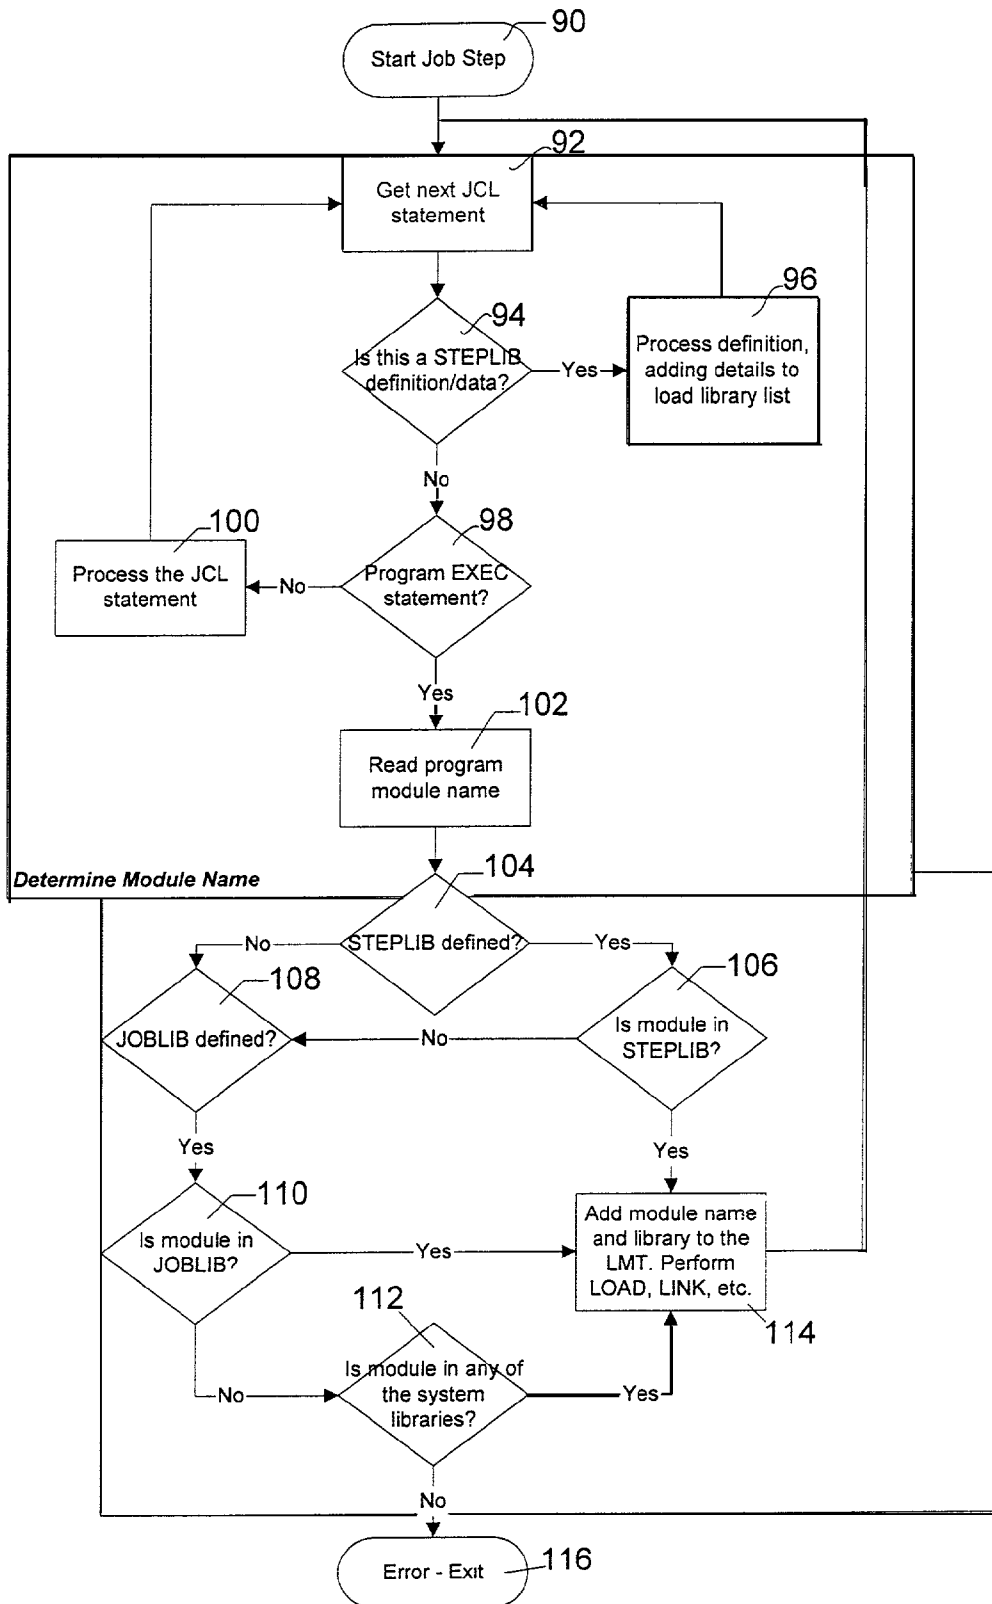 90
Start Job Step
92
Get next JCL
statement
94
Is this a STEPLIB
definition/data?
Yes
96
Process definition,
adding details to
load library list
No
98
Program EXEC
statement?
No
100
Process the JCL
statement
Yes
102
Read program
module name
Determine Module Name
104
STEPLIB defined?
No
Yes
108
JOBLIB defined?
106
Is module in
STEPLIB?
No
Yes
Yes
110
Is module in
JOBLIB?
Yes
Add module name
and library to the
LMT. Perform
LOAD, LINK, etc.
114
No
112
Is module in any of
the system
libraries?
Yes
No
Error - Exit
116